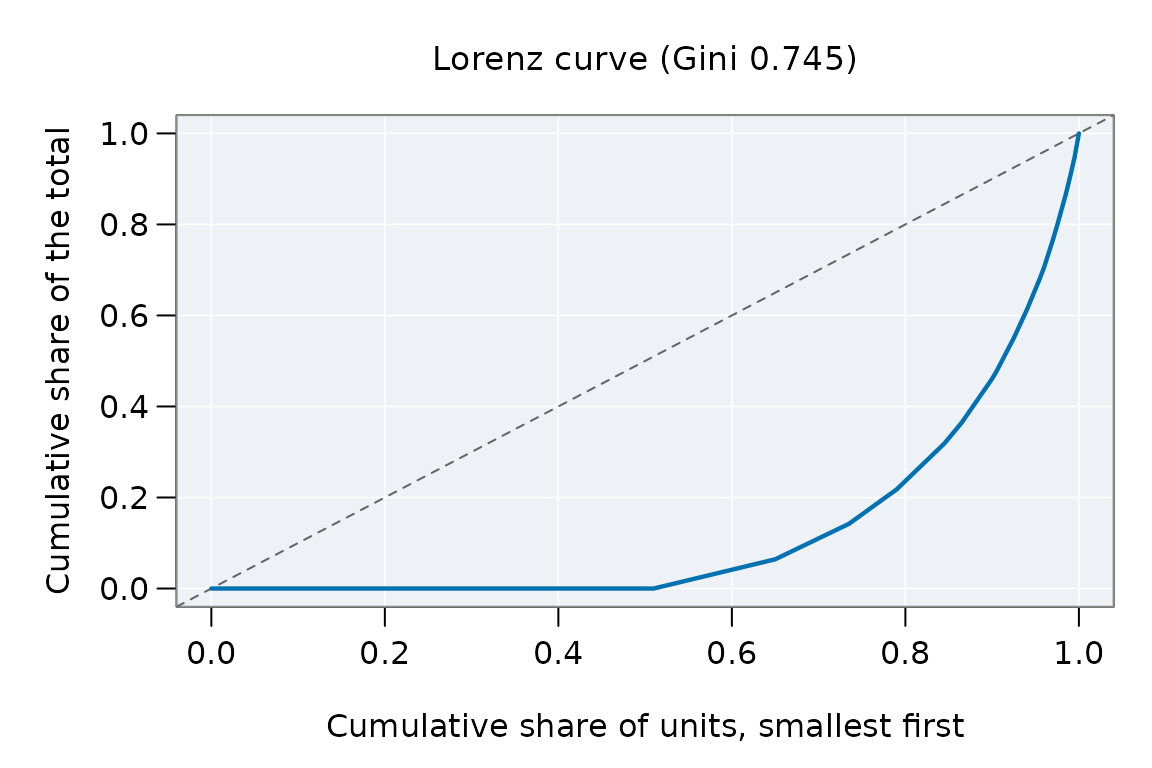 Lorenz curve (Gini 0.745)
Cumulative share of the total
1.0
0.8
0.6
0.4
0.2
0.0
0.0 0.2 0.4 0.6 0.8 1.0
Cumulative share of units, smallest first